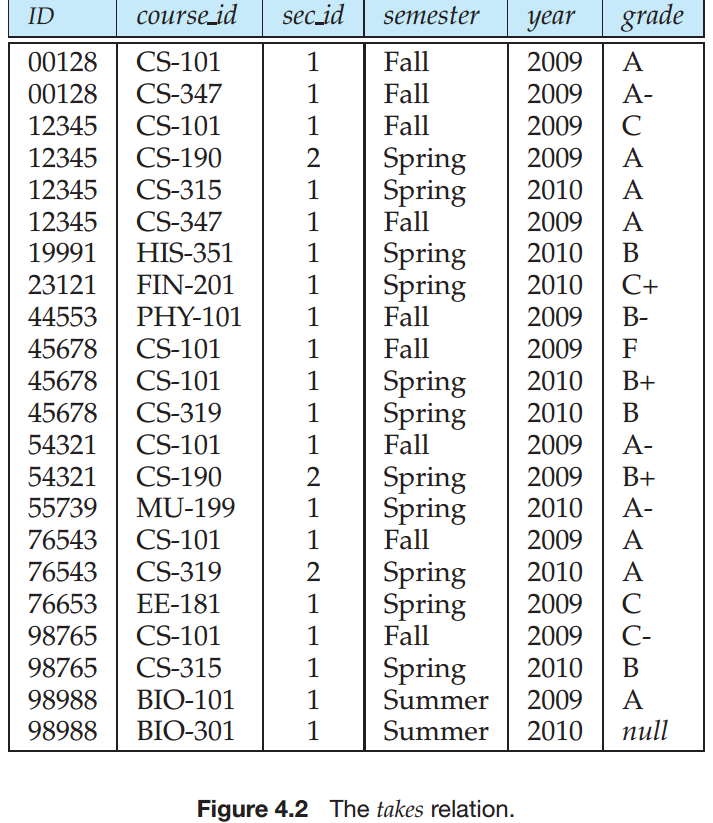 ID course_id sec_id semester year grade
00128 CS-101 1 Fall 2009 A
00128 CS-347 1 Fall 2009 A-
12345 CS-101 1 Fall 2009 C
12345 CS-190 2 Spring 2009 A
12345 CS-315 1 Spring 2010 A
12345 CS-347 1 Fall 2009 A
19991 HIS-351 1 Spring 2010 B
23121 FIN-201 1 Spring 2010 C+
44553 PHY-101 1 Fall 2009 B-
45678 CS-101 1 Fall 2009 F
45678 CS-101 1 Spring 2010 B+
45678 CS-319 1 Spring 2010 B
54321 CS-101 1 Fall 2009 A-
54321 CS-190 2 Spring 2009 B+
55739 MU-199 1 Spring 2010 A-
76543 CS-101 1 Fall 2009 A
76543 CS-319 2 Spring 2010 A
76653 EE-181 1 Spring 2009 C
98765 CS-101 1 Fall 2009 C-
98765 CS-315 1 Spring 2010 B
98988 BIO-101 1 Summer 2009 A
98988 BIO-301 1 Summer 2010 null
Figure 4.2 The takes relation.